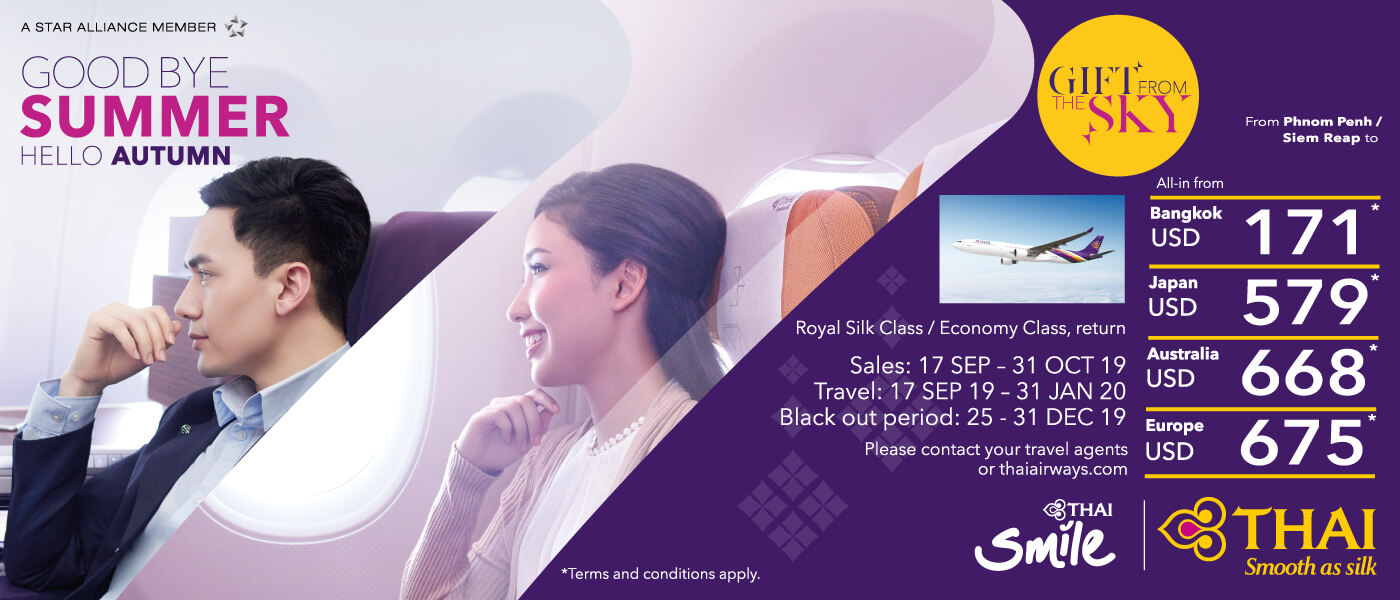 A STAR ALLIANCE MEMBER
GOOD BYE
SUMMER
HELLO AUTUMN
GIFT FROM
THE SKY
From Phnom Penh /
Siem Reap to
All-in from
Bangkok
USD 171*
Japan
USD 579*
Australia
USD 668*
Europe
USD 675*
Royal Silk Class / Economy Class, return
Sales: 17 SEP – 31 OCT 19
Travel: 17 SEP 19 – 31 JAN 20
Black out period: 25 - 31 DEC 19
Please contact your travel agents
or thaiairways.com
THAI
Smile
THAI
Smooth as silk
*Terms and conditions apply.